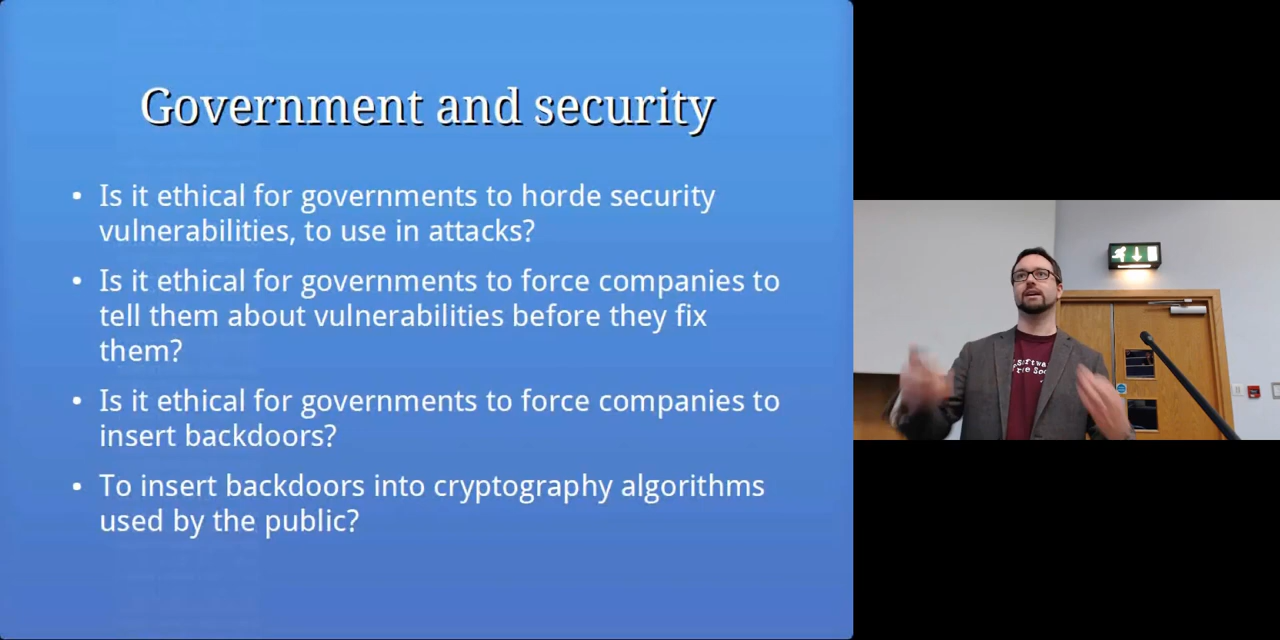 Government and security
• Is it ethical for governments to horde security
vulnerabilities, to use in attacks?
• Is it ethical for governments to force companies to
tell them about vulnerabilities before they fix
them?
• Is it ethical for governments to force companies to
insert backdoors?
• To insert backdoors into cryptography algorithms
used by the public?